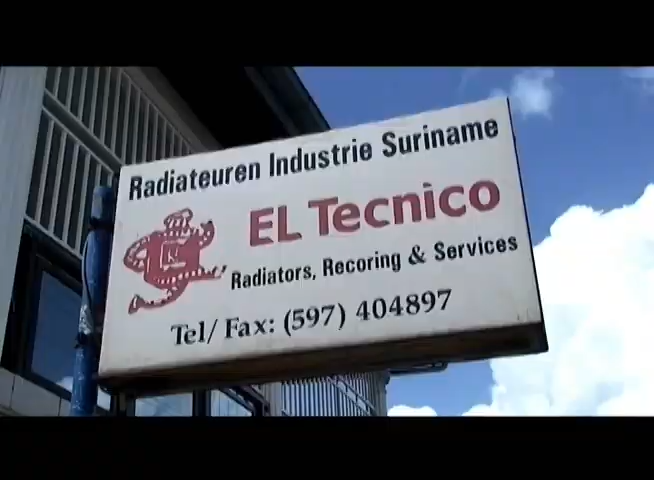 Radiateuren Industrie Suriname
EL Tecnico
Radiators, Recoring & Services
Tel/ Fax: (597) 404897